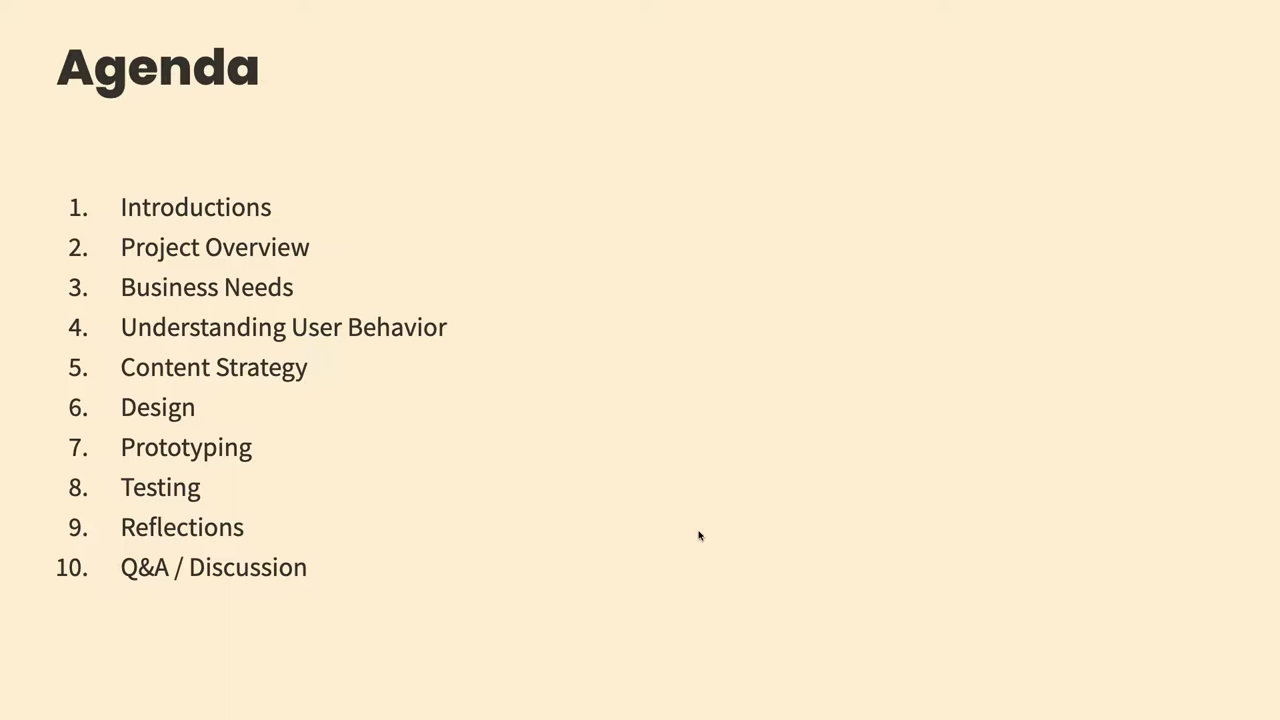 Agenda
1. Introductions
2. Project Overview
3. Business Needs
4. Understanding User Behavior
5. Content Strategy
6. Design
7. Prototyping
8. Testing
9. Reflections
10. Q&A / Discussion